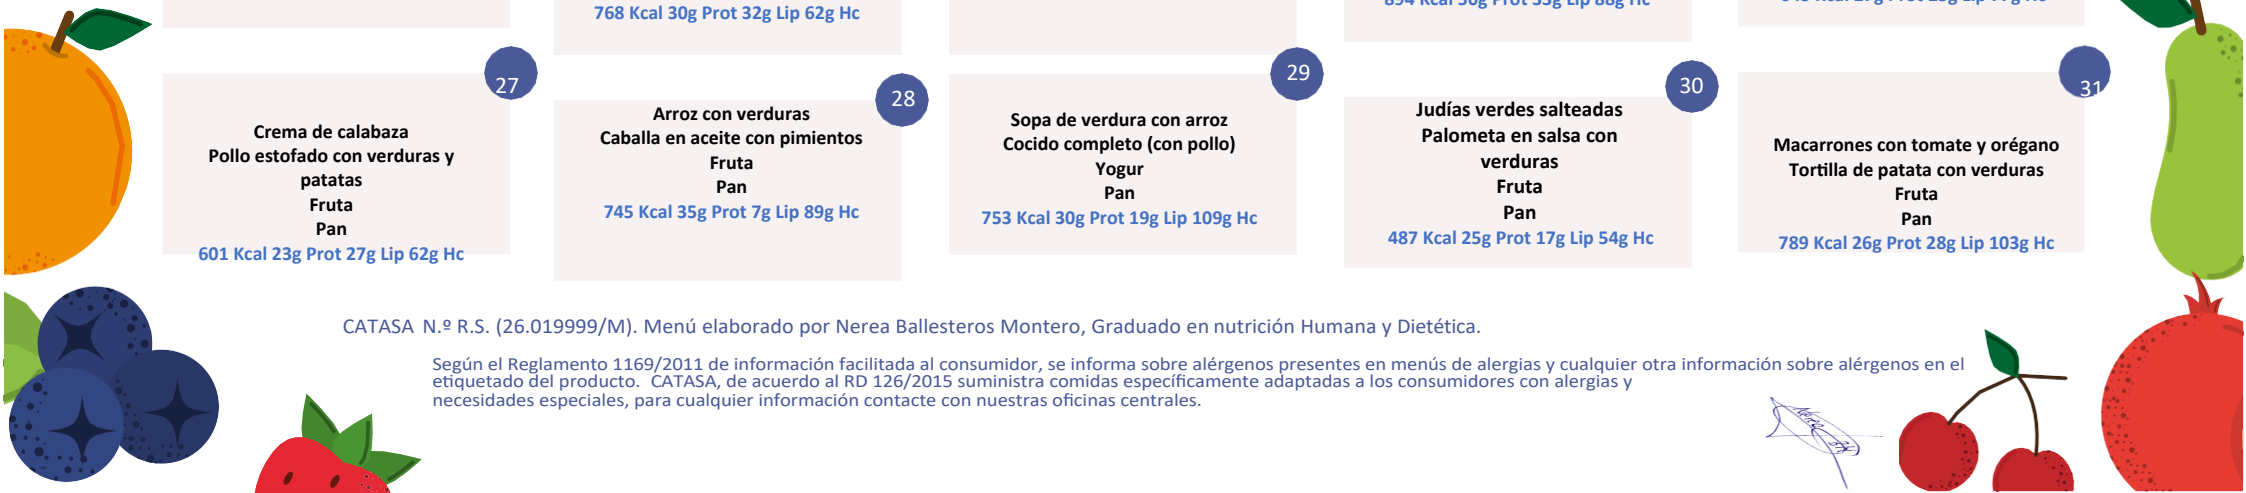 768 Kcal 30g Prot 32g Lip 62g Hc
27
Crema de calabaza
Pollo estofado con verduras y
patatas
Fruta
Pan
601 Kcal 23g Prot 27g Lip 62g Hc
28
Arroz con verduras
Caballa en aceite con pimientos
Fruta
Pan
745 Kcal 35g Prot 7g Lip 89g Hc
29
Sopa de verdura con arroz
Cocido completo (con pollo)
Yogur
Pan
753 Kcal 30g Prot 19g Lip 109g Hc
30
Judías verdes salteadas
Palometa en salsa con
verduras
Fruta
Pan
487 Kcal 25g Prot 17g Lip 54g Hc
31
Macarrones con tomate y orégano
Tortilla de patata con verduras
Fruta
Pan
789 Kcal 26g Prot 28g Lip 103g Hc
CATASA N.º R.S. (26.019999/M). Menú elaborado por Nerea Ballesteros Montero, Graduado en nutrición Humana y Dietética.
Según el Reglamento 1169/2011 de información facilitada al consumidor, se informa sobre alérgenos presentes en menús de alergias y cualquier otra información sobre alérgenos en el
etiquetado del producto. CATASA, de acuerdo al RD 126/2015 suministra comidas específicamente adaptadas a los consumidores con alergias y
necesidades especiales, para cualquier información contacte con nuestras oficinas centrales.